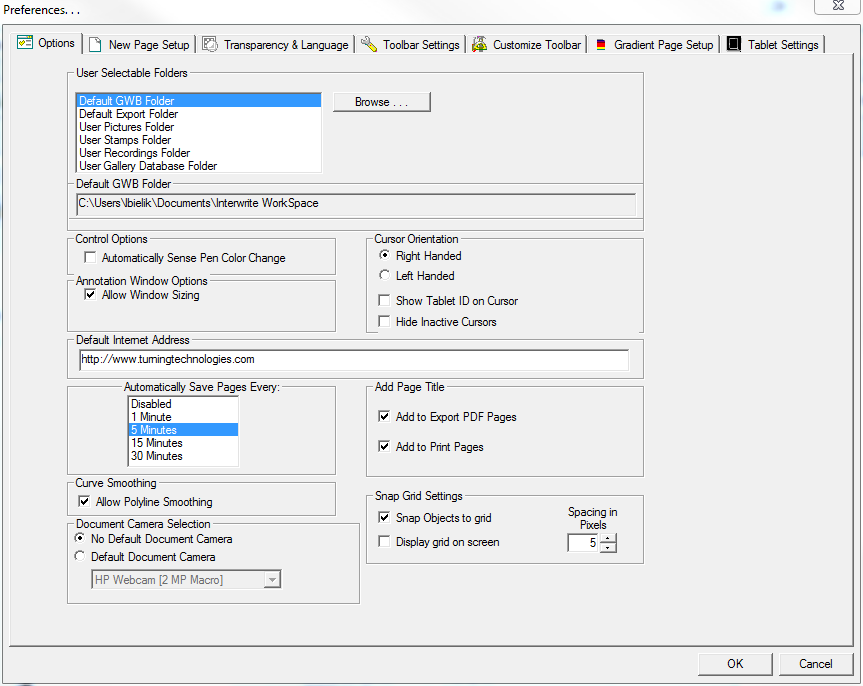 Preferences. . .
Options
New Page Setup
Transparency & Language
Toolbar Settings
Customize Toolbar
Gradient Page Setup
Tablet Settings
User Selectable Folders
Default GWB Folder
Default Export Folder
User Pictures Folder
User Stamps Folder
User Recordings Folder
User Gallery Database Folder
Browse . . .
Default GWB Folder
C:\Users\lbielik\Documents\Interwrite WorkSpace
Control Options
Automatically Sense Pen Color Change
Annotation Window Options
Allow Window Sizing
Cursor Orientation
Right Handed
Left Handed
Show Tablet ID on Cursor
Hide Inactive Cursors
Default Internet Address
http://www.turningtechnologies.com
Automatically Save Pages Every:
Disabled
1 Minute
5 Minutes
15 Minutes
30 Minutes
Add Page Title
Add to Export PDF Pages
Add to Print Pages
Curve Smoothing
Allow Polyline Smoothing
Snap Grid Settings
Snap Objects to grid
Display grid on screen
Spacing in
Pixels
5
Document Camera Selection
No Default Document Camera
Default Document Camera
HP Webcam [2 MP Macro]
OK
Cancel